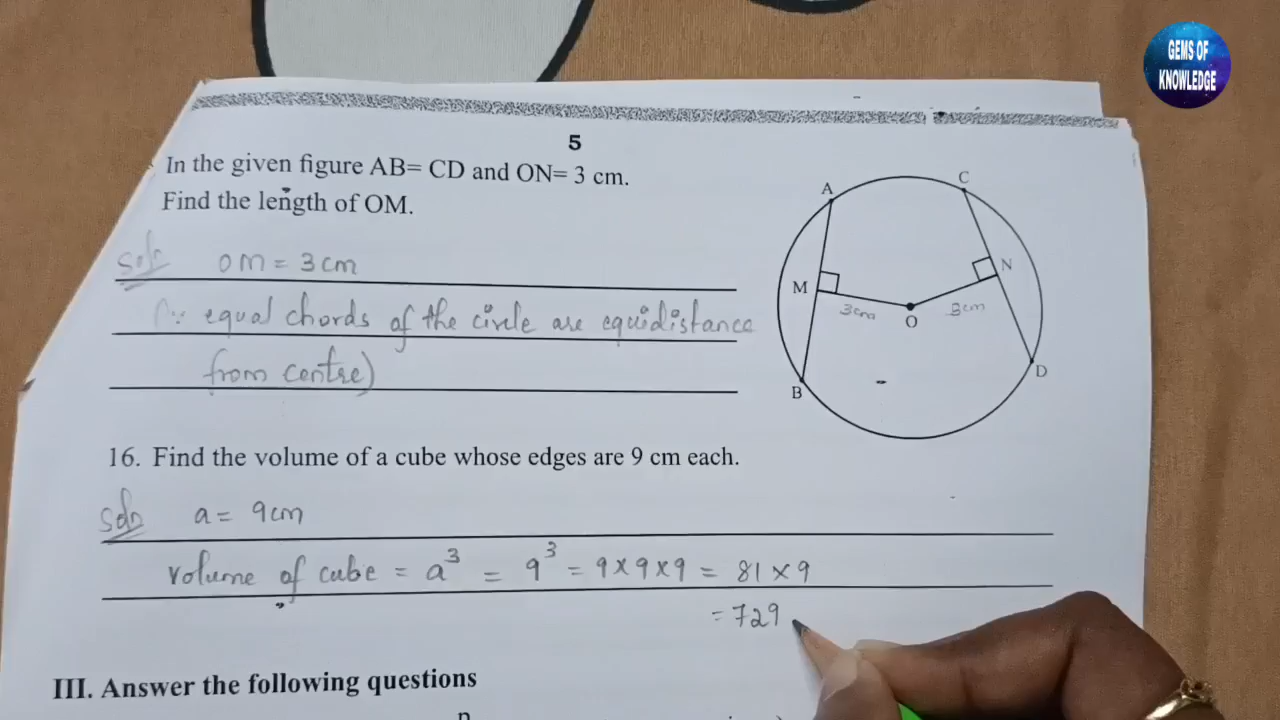 GEMS OF
KNOWLEDGE
5
In the given figure AB= CD and ON= 3 cm.
Find the length of OM.
Soln OM = 3cm
(∵ equal chords of the circle are equidistance
from centre)
A
C
M
N
3cm
O
3cm
B
D
16. Find the volume of a cube whose edges are 9 cm each.
Soln a = 9cm
Volume of cube = a³ = 9³ = 9×9×9 = 81×9
= 729
III. Answer the following questions
n